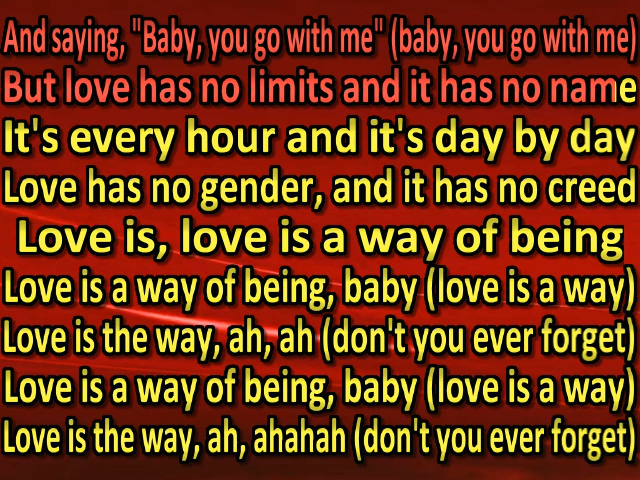 And saying, "Baby, you go with me" (baby, you go with me)
But love has no limits and it has no name
It's every hour and it's day by day
Love has no gender, and it has no creed
Love is, love is a way of being
Love is a way of being, baby (love is a way)
Love is the way, ah, ah (don't you ever forget)
Love is a way of being, baby (love is a way)
Love is the way, ah, ahahah (don't you ever forget)